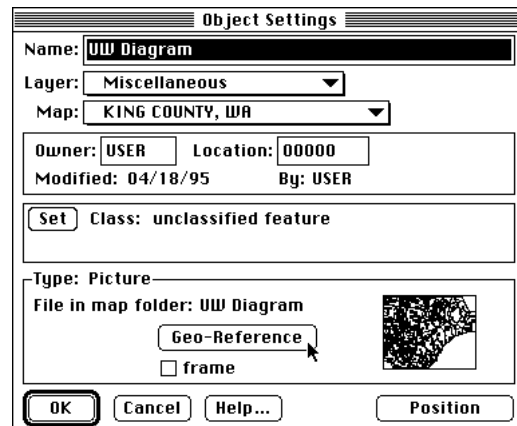 Object Settings
Name: UW Diagram
Layer: Miscellaneous
Map: KING COUNTY, WA
Owner: USER Location: 00000
Modified: 04/18/95 By: USER
Set Class: unclassified feature
Type: Picture
File in map folder: UW Diagram
Geo-Reference
frame
OK Cancel Help... Position